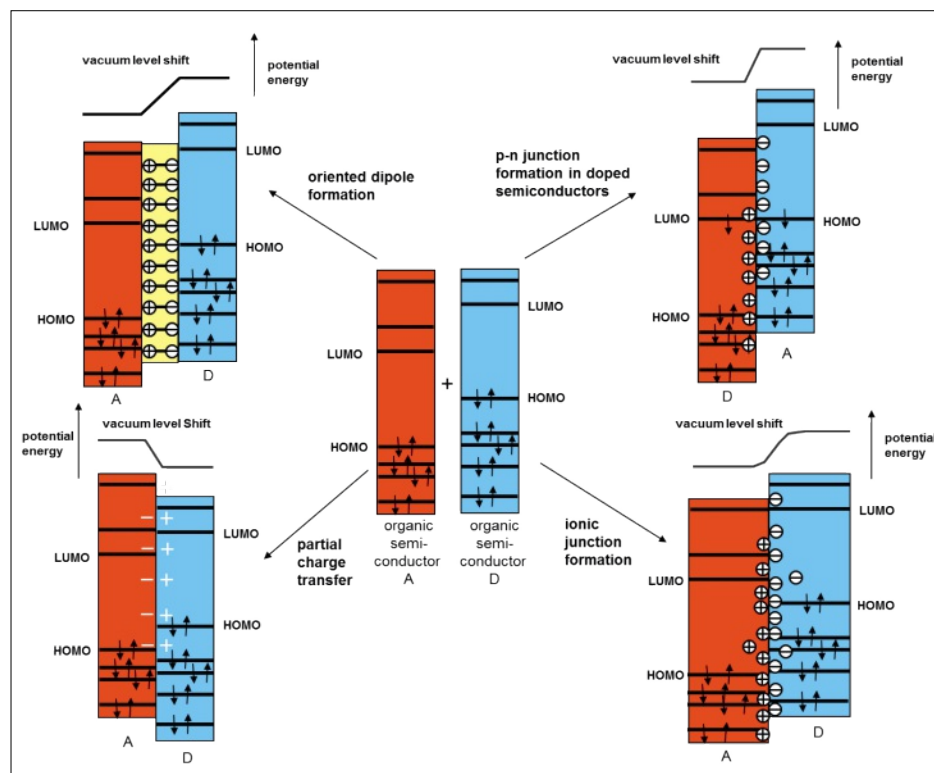 vacuum level shift
potential
energy
LUMO
oriented dipole
formation
LUMO
HOMO
HOMO
A
D
vacuum level shift
potential
energy
LUMO
p-n junction
formation in doped
semiconductors
LUMO
HOMO
HOMO
A
D
LUMO
LUMO
+
HOMO
HOMO
organic
semi-
conductor
A
organic
semi-
conductor
D
potential
energy
vacuum level Shift
LUMO
LUMO
partial
charge
transfer
HOMO
HOMO
A
D
vacuum level shift
potential
energy
LUMO
ionic
junction
formation
LUMO
HOMO
HOMO
A
D